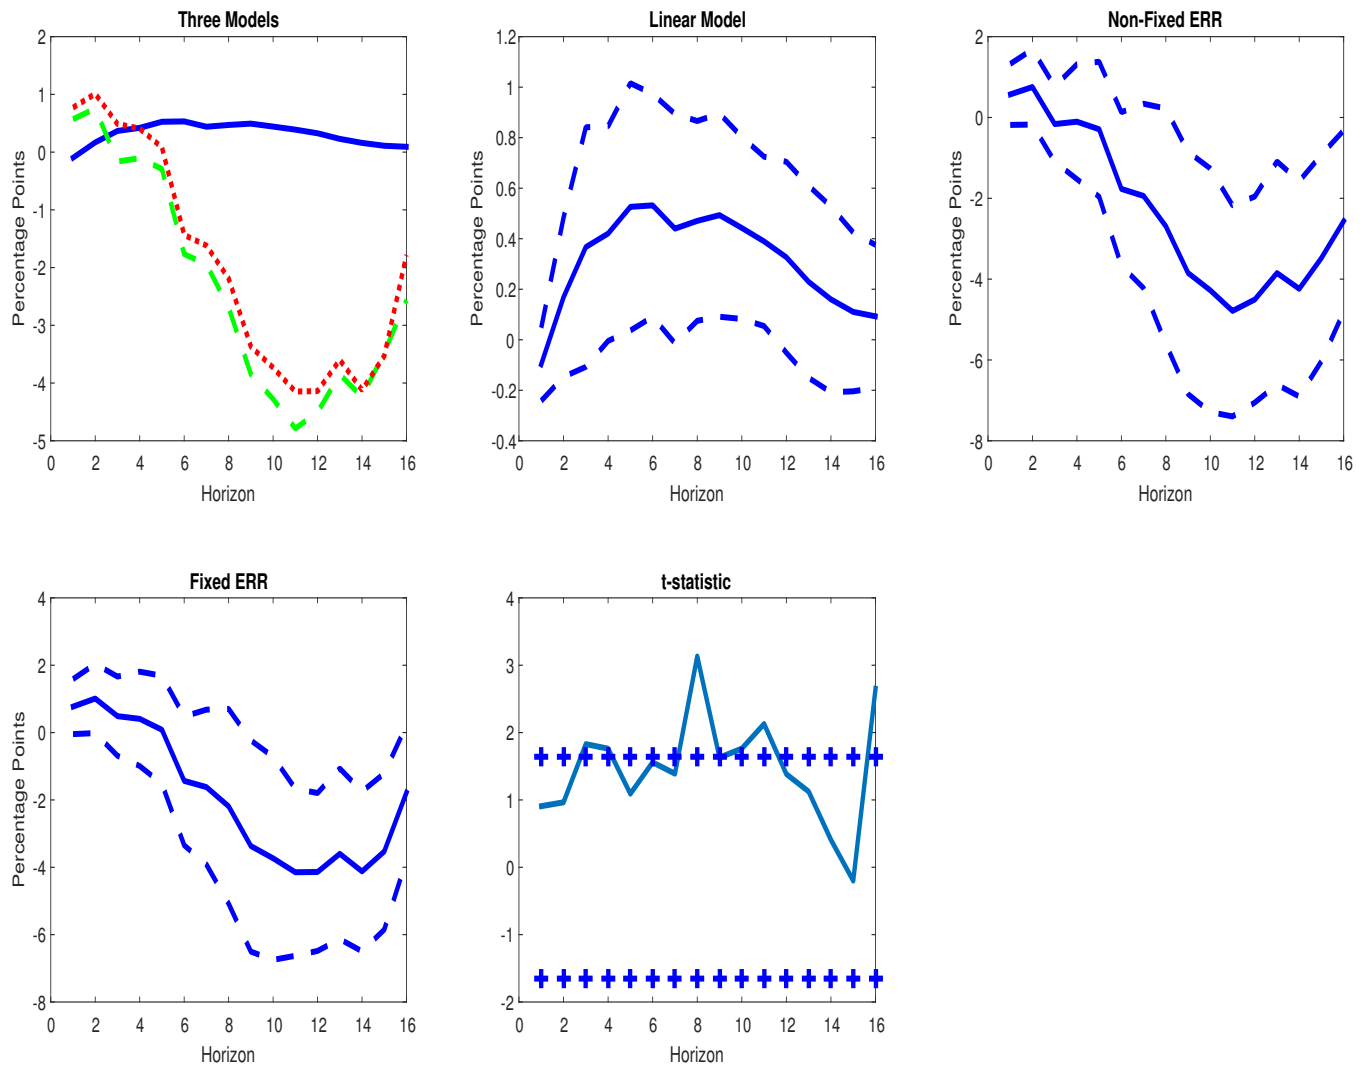 Three Models
Linear Model
Non-Fixed ERR
2
1
0
-1
-2
-3
-4
-5
Percentage Points
0 2 4 6 8 10 12 14 16
Horizon
1.2
1
0.8
0.6
0.4
0.2
0
-0.2
-0.4
Percentage Points
0 2 4 6 8 10 12 14 16
Horizon
2
0
-2
-4
-6
-8
Percentage Points
0 2 4 6 8 10 12 14 16
Horizon
Fixed ERR
t-statistic
4
2
0
-2
-4
-6
-8
Percentage Points
0 2 4 6 8 10 12 14 16
Horizon
4
3
2
1
0
-1
-2
0 2 4 6 8 10 12 14 16
Horizon